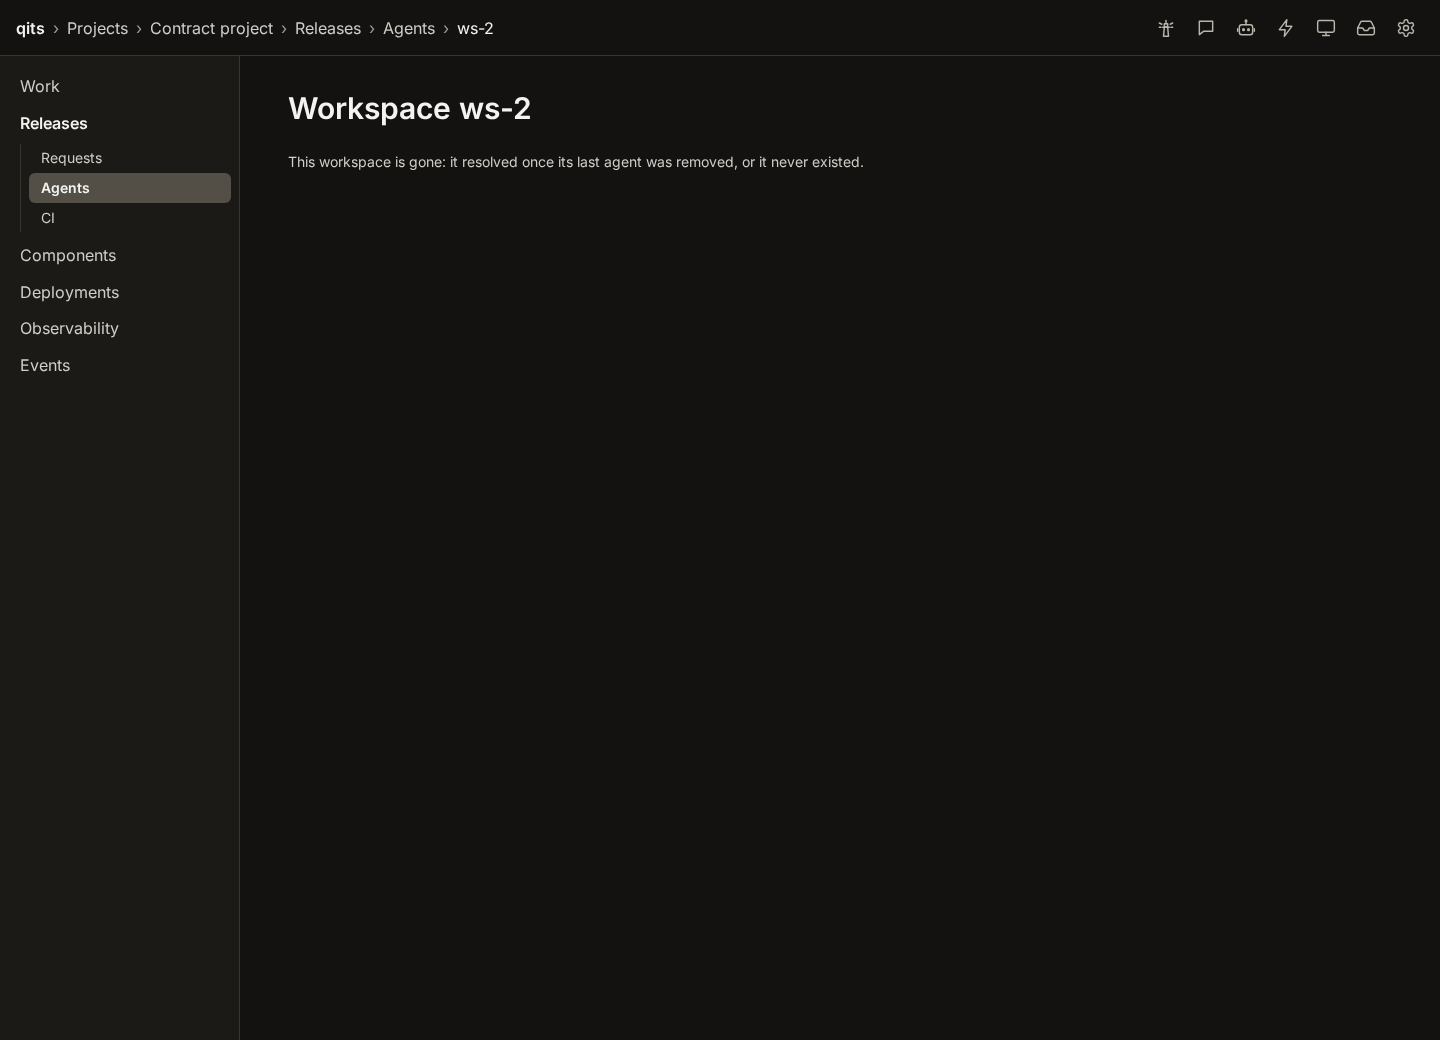 qits › Projects › Contract project › Releases › Agents › ws-2
Work
Releases
Requests
Agents
CI
Components
Deployments
Observability
Events
Workspace ws-2
This workspace is gone: it resolved once its last agent was removed, or it never existed.